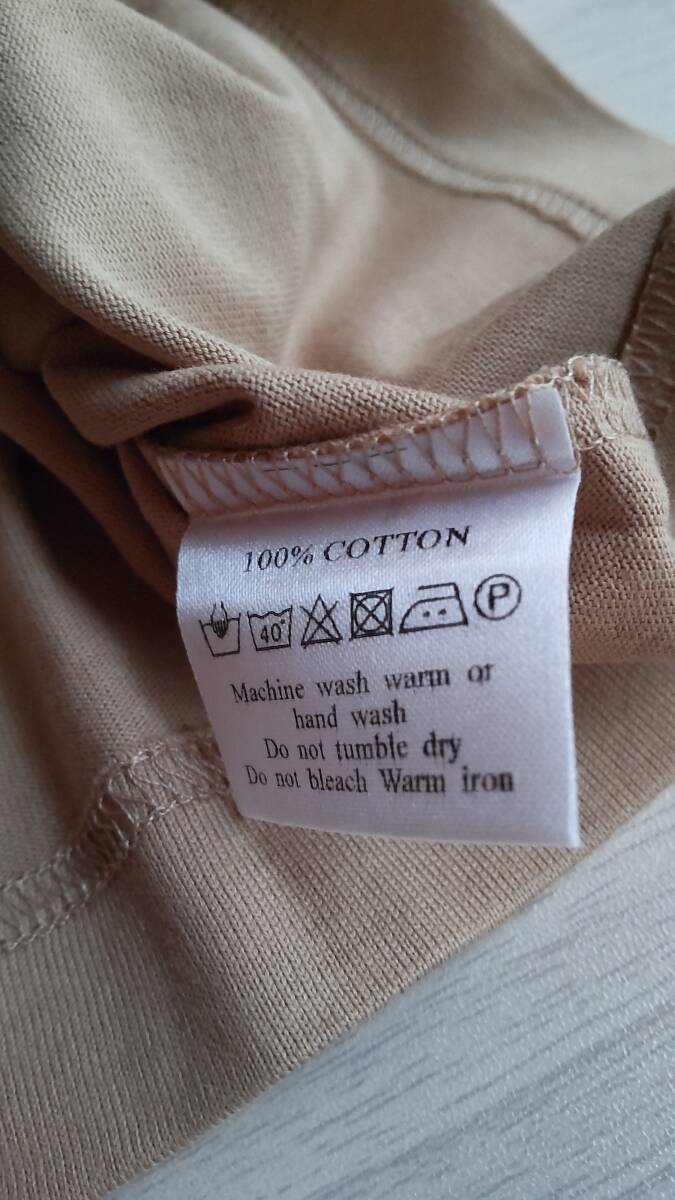 100% COTTON
40° P
Machine wash warm or
hand wash
Do not tumble dry
Do not bleach Warm iron